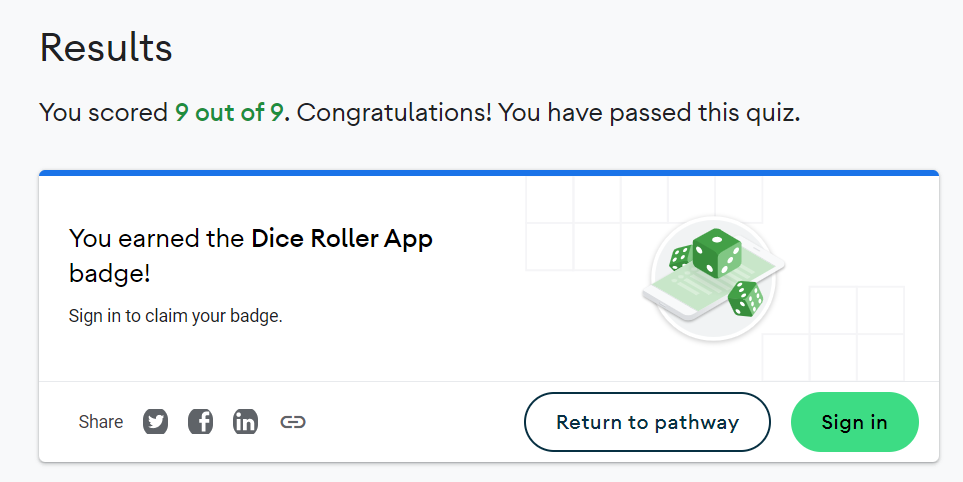 Results
You scored 9 out of 9. Congratulations! You have passed this quiz.
You earned the Dice Roller App
badge!
Sign in to claim your badge.
Share
Return to pathway
Sign in